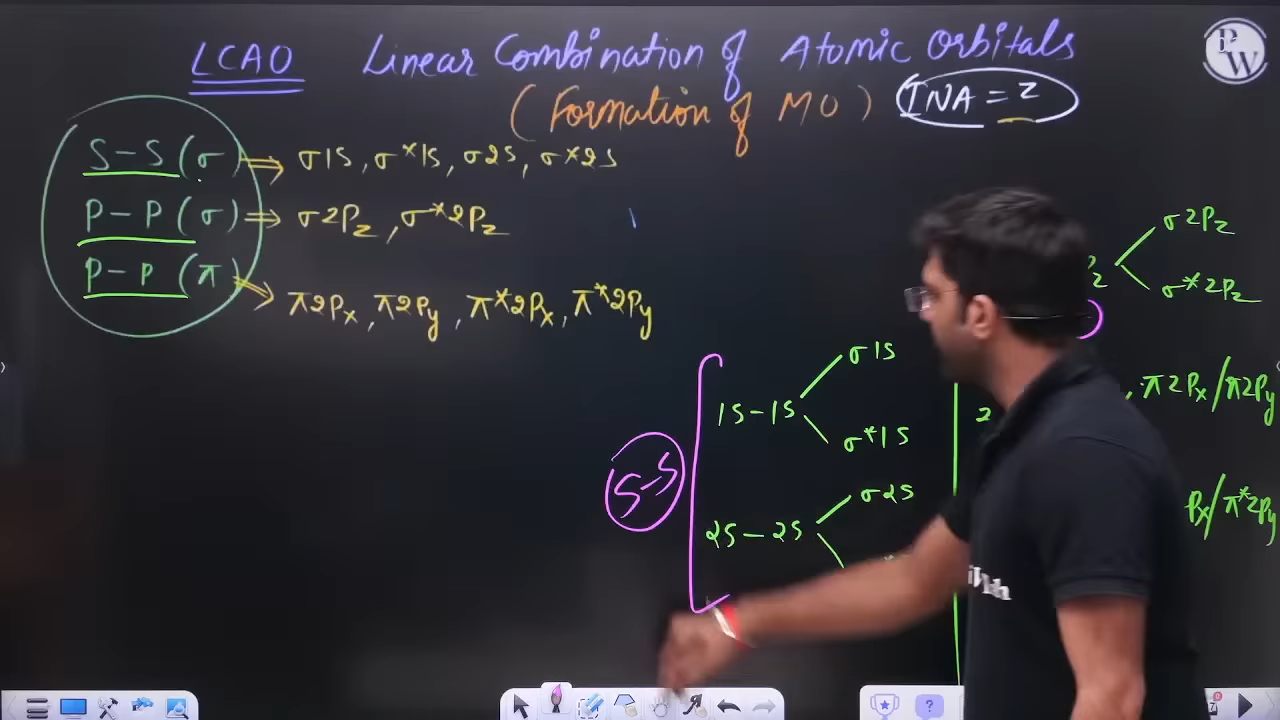 LCAO Linear Combination of Atomic Orbitals
(Formation of MO) INA = z
PW
S-S (σ) ⇒ σ1S, σ*1S, σ2S, σ*2S
P-P (σ) ⇒ σ2Pz, σ*2Pz
P-P (π) ⇒ π2Px, π2Py, π*2Px, π*2Py
S-S
1S-1S
σ1S
σ*1S
2S-2S
σ2S
σ2Pz
σ*2Pz
π2Px/π2Py
Px/π*2Py